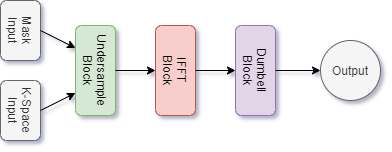 Mask
Input
K-Space
Input
Undersample
Block
IFFT
Block
Dumbell
Block
Output